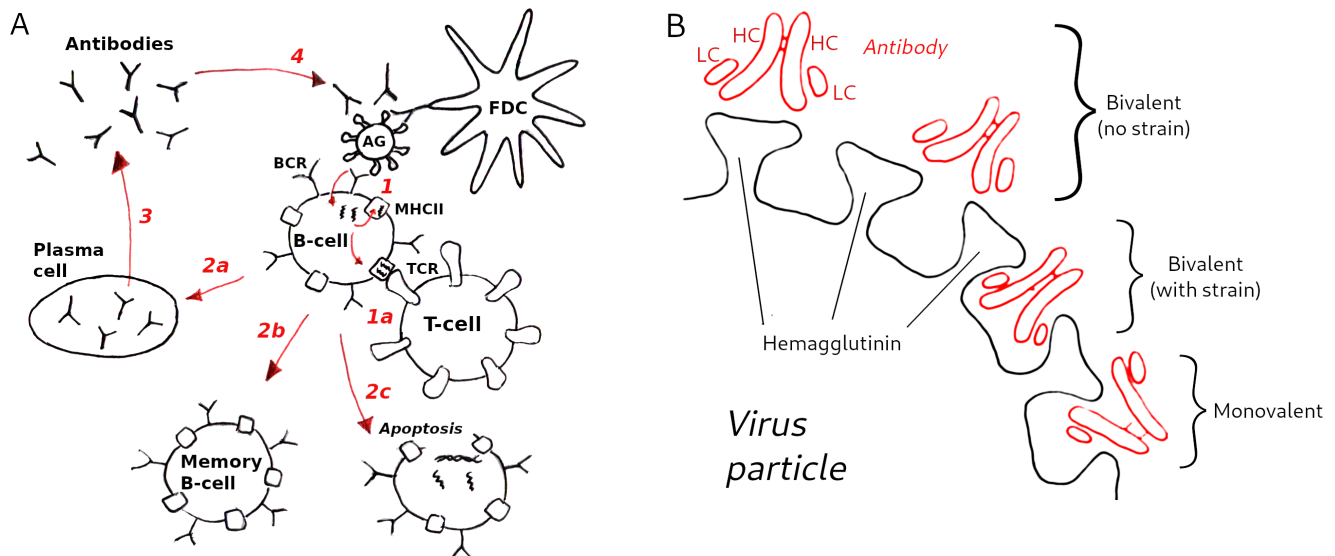 A
Antibodies
4
FDC
AG
BCR
1
MHCII
B-cell
TCR
3
Plasma
cell
2a
1a
T-cell
2b
2c
Apoptosis
Memory
B-cell
B
HC
HC
Antibody
LC
LC
Bivalent
(no strain)
Bivalent
(with strain)
Hemagglutinin
Monovalent
Virus
particle